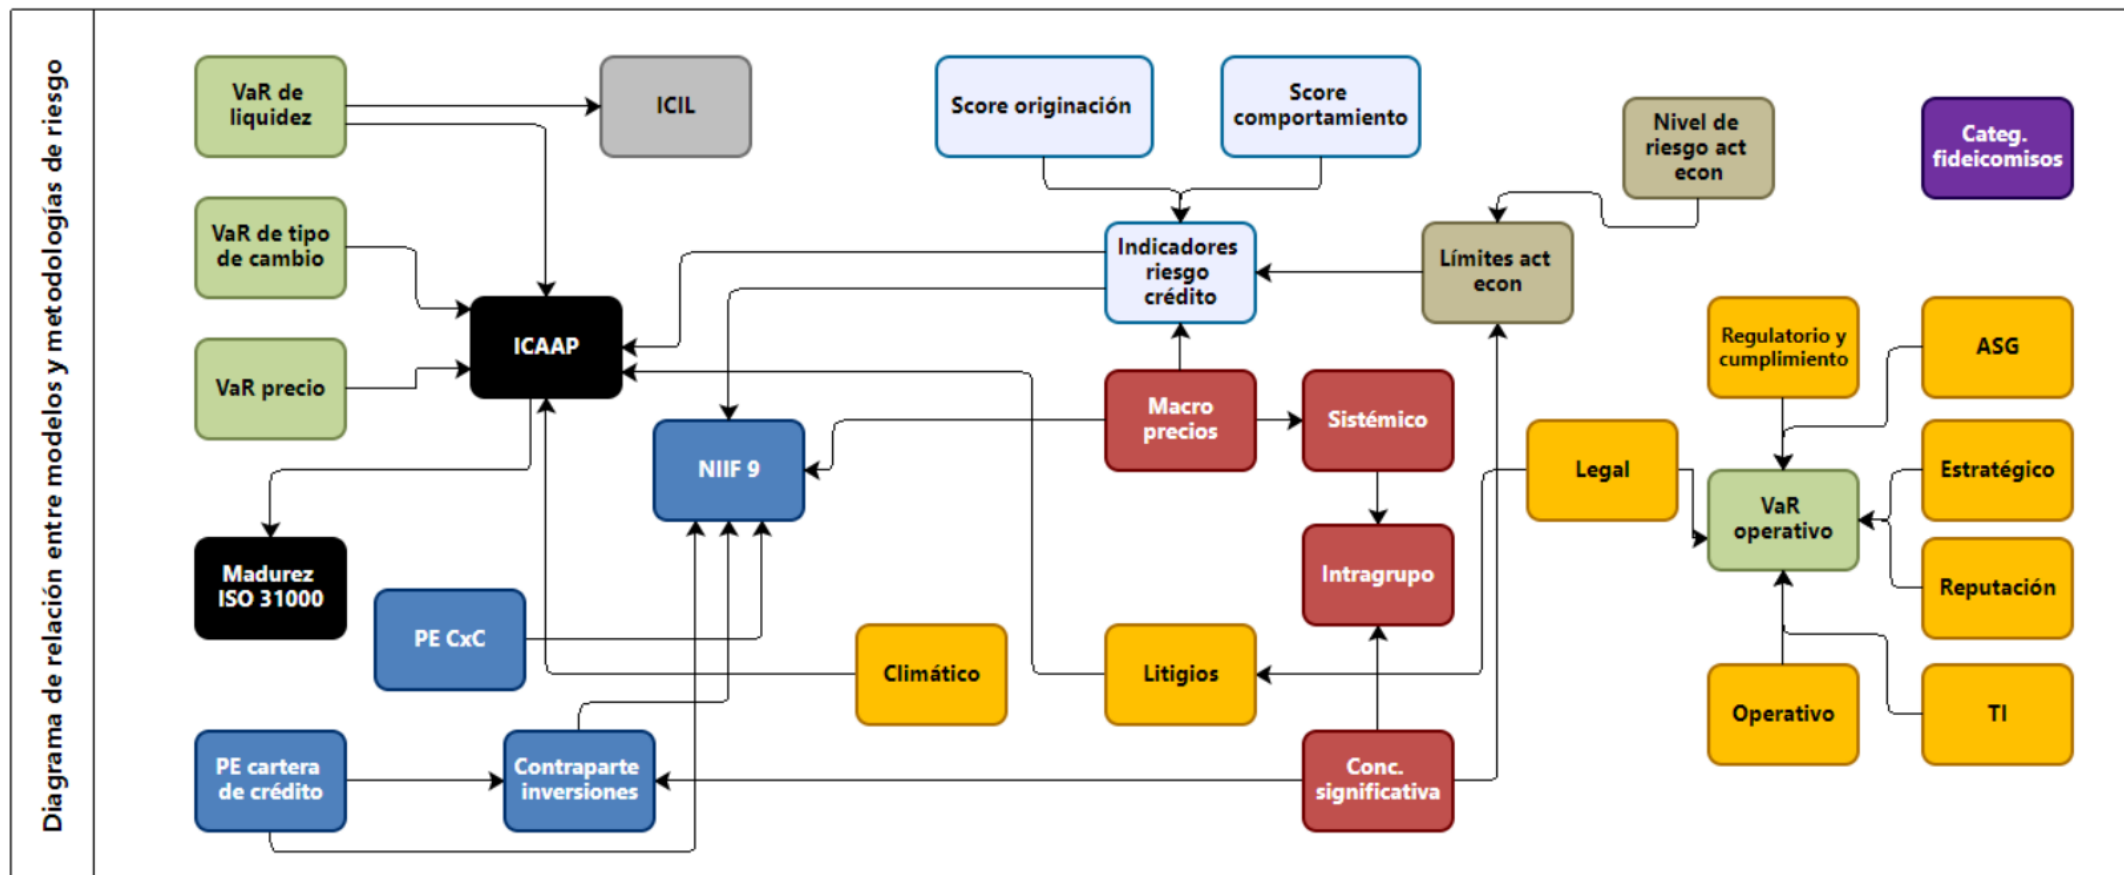 Diagrama de relación entre modelos y metodologías de riesgo
VaR de
liquidez
ICIL
Score originación
Score
comportamiento
Nivel de
riesgo act
econ
Categ.
fideicomisos
VaR de tipo
de cambio
Indicadores
riesgo
crédito
Límites act
econ
ICAAP
VaR precio
Regulatorio y
cumplimiento
ASG
Macro
precios
Sistémico
NIIF 9
Legal
VaR
operativo
Estratégico
Madurez
ISO 31000
Intragrupo
Reputación
PE CxC
Climático
Litigios
Operativo
TI
PE cartera
de crédito
Contraparte
inversiones
Conc.
significativa